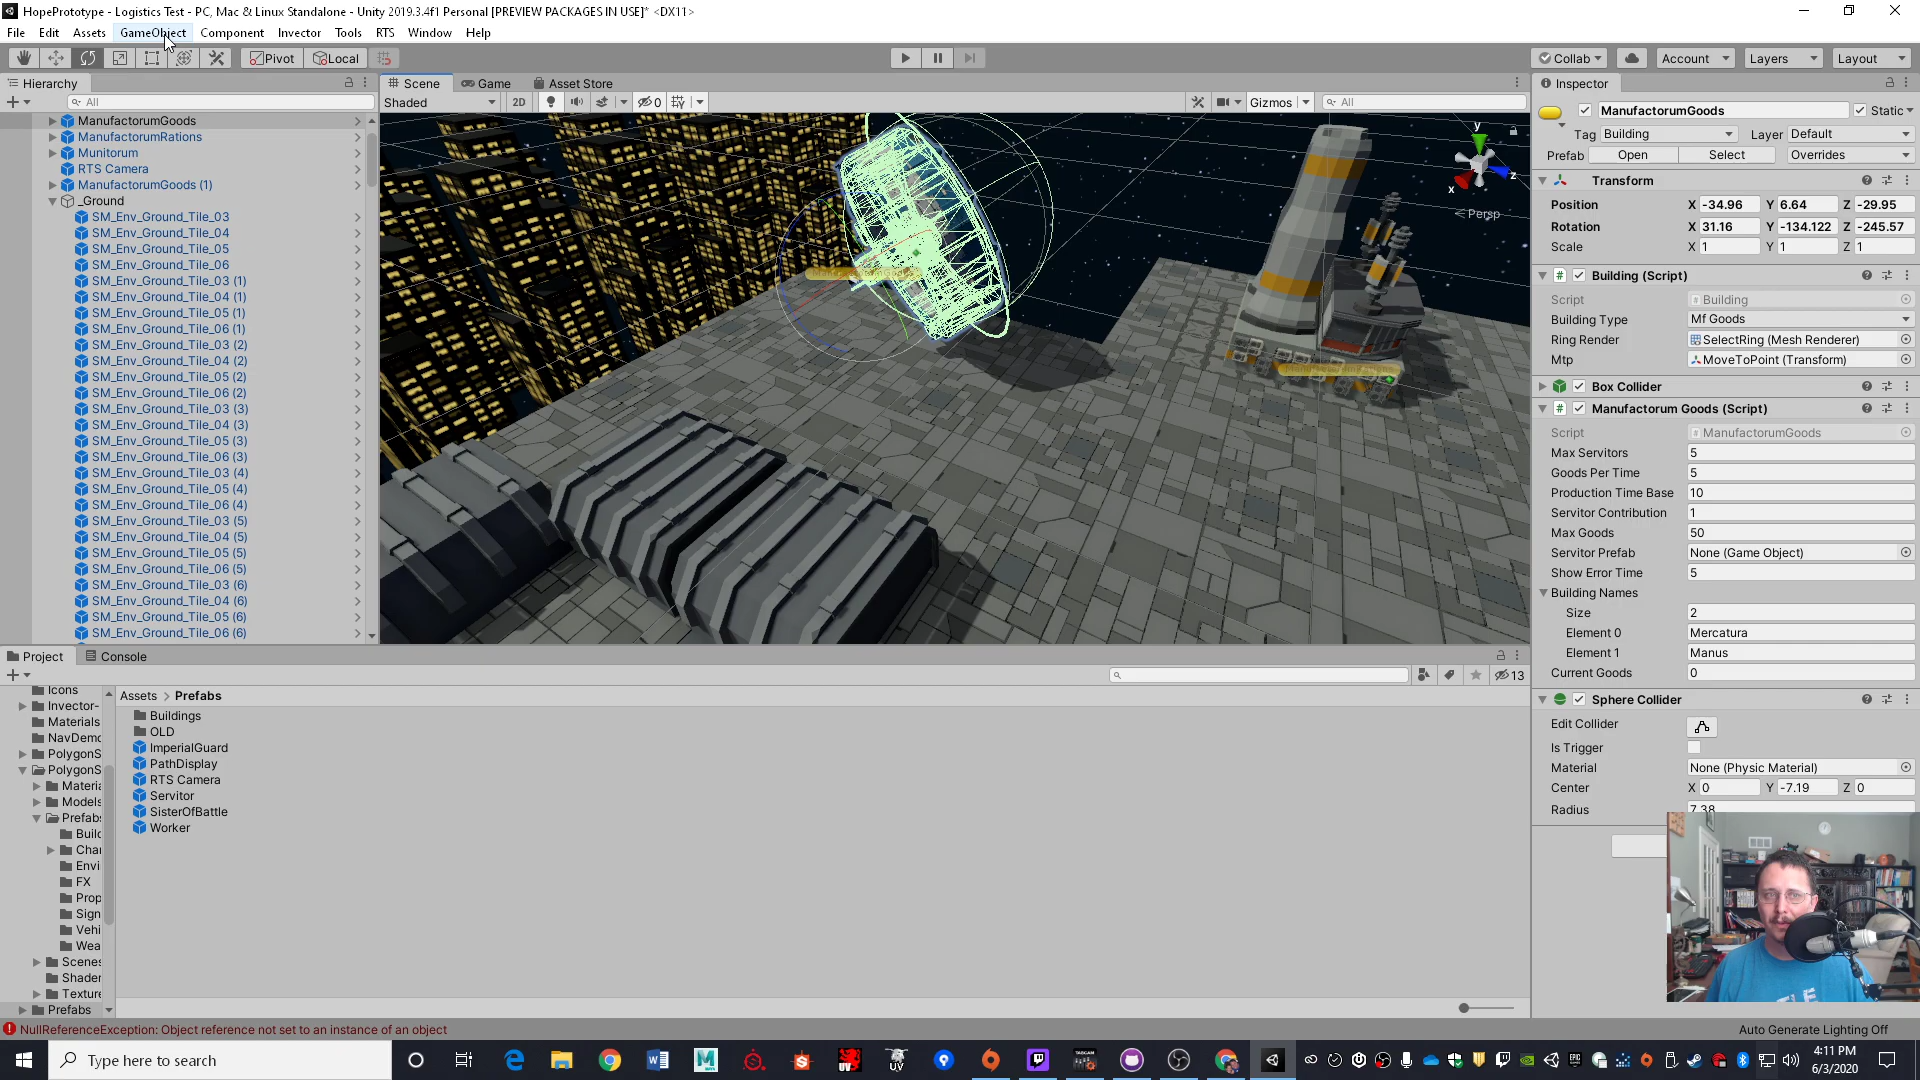 HopePrototype - Logistics Test - PC, Mac & Linux Standalone - Unity 2019.3.4f1 Personal [PREVIEW PACKAGES IN USE]* <DX11>
File Edit Assets GameObject Component Inventor Tools RTS Window Help
Pivot Local Collab Account Layers Layout
Hierarchy
All
ManufactorumGoods
ManufactorumRations
Munitorum
RTS Camera
ManufactorumGoods (1)
_Ground
SM_Env_Ground_Tile_03
SM_Env_Ground_Tile_04
SM_Env_Ground_Tile_05
SM_Env_Ground_Tile_06
SM_Env_Ground_Tile_03 (1)
SM_Env_Ground_Tile_04 (1)
SM_Env_Ground_Tile_05 (1)
SM_Env_Ground_Tile_06 (1)
SM_Env_Ground_Tile_03 (2)
SM_Env_Ground_Tile_04 (2)
SM_Env_Ground_Tile_05 (2)
SM_Env_Ground_Tile_06 (2)
SM_Env_Ground_Tile_03 (3)
SM_Env_Ground_Tile_04 (3)
SM_Env_Ground_Tile_05 (3)
SM_Env_Ground_Tile_06 (3)
SM_Env_Ground_Tile_03 (4)
SM_Env_Ground_Tile_05 (4)
SM_Env_Ground_Tile_06 (4)
SM_Env_Ground_Tile_03 (5)
SM_Env_Ground_Tile_04 (5)
SM_Env_Ground_Tile_05 (5)
SM_Env_Ground_Tile_06 (5)
SM_Env_Ground_Tile_03 (6)
SM_Env_Ground_Tile_04 (6)
SM_Env_Ground_Tile_05 (6)
SM_Env_Ground_Tile_06 (6)
Scene Game Asset Store
Shaded 2D 0 Gizmos All
y
x
z
Persp
Inspector
ManufactorumGoods Static
Tag Building Layer Default
Prefab Open Select Overrides
Transform
Position X -34.96 Y 6.64 Z -29.95
Rotation X 31.16 Y -134.122 Z -245.57
Scale X 1 Y 1 Z 1
Building (Script)
Script Building
Building Type Mf Goods
Ring Render SelectRing (Mesh Renderer)
Mtp MoveToPoint (Transform)
Box Collider
Manufactorum Goods (Script)
Script ManufactorumGoods
Max Servitors 5
Goods Per Time 5
Production Time Base 10
Servitor Contribution 1
Max Goods 50
Servitor Prefab None (Game Object)
Show Error Time 5
Building Names
Size 2
Element 0 Mercatura
Element 1 Manus
Current Goods 0
Sphere Collider
Edit Collider
Is Trigger
Material None (Physic Material)
Center X 0 Y -7.19 Z 0
Radius 7.38
Project Console
13
Icons
Invector-
Materials
NavDemo
PolygonS
PolygonS
Materia
Models
Prefabs
Build
Char
Envi
FX
Prop
Sign
Vehi
Wea
Scenes
Shader
Texture
Prefabs
Assets > Prefabs
Buildings
OLD
ImperialGuard
PathDisplay
RTS Camera
Servitor
SisterOfBattle
Worker
NullReferenceException: Object reference not set to an instance of an object
Auto Generate Lighting Off
Type here to search
4:11 PM
6/3/2020